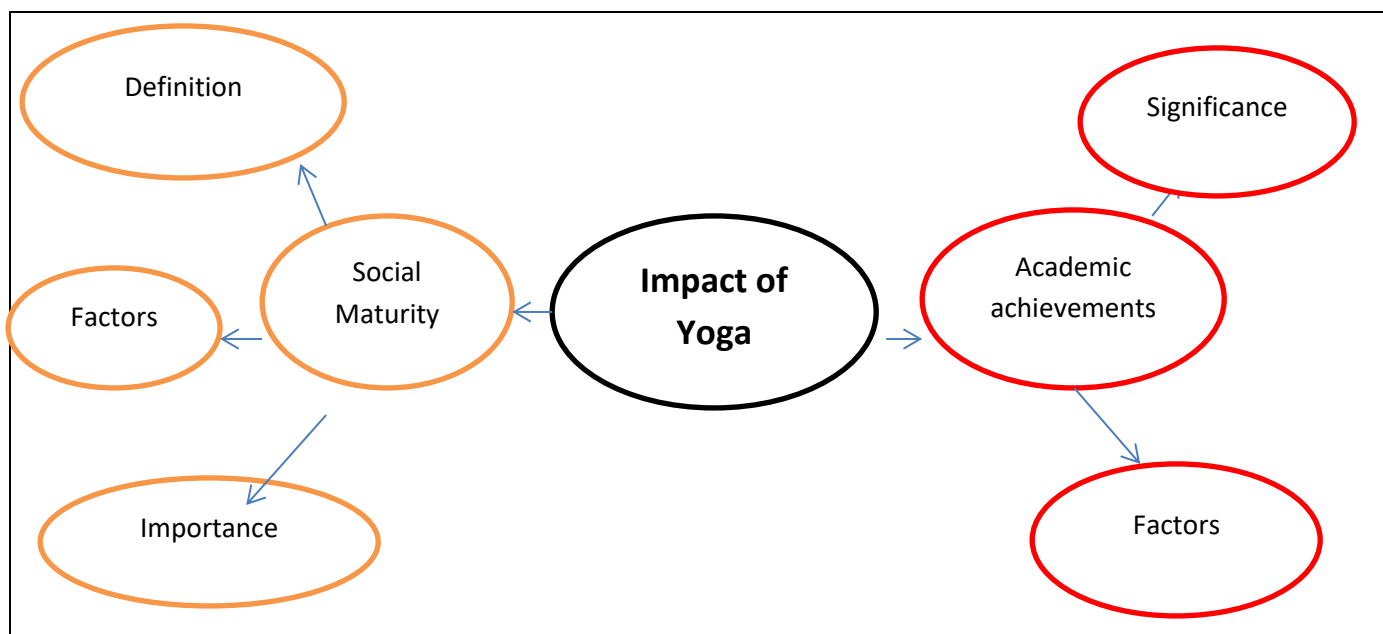 Definition
Significance
Social
Maturity
Factors
Impact of
Yoga
Academic
achievements
Importance
Factors